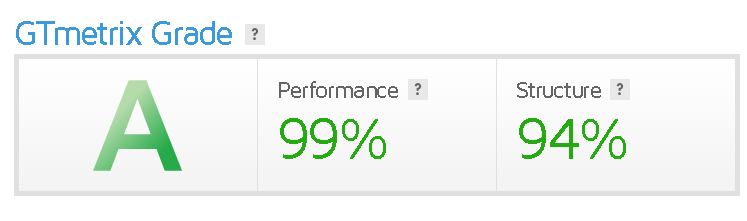 GTmetrix Grade ?
A
Performance ?
99%
Structure ?
94%